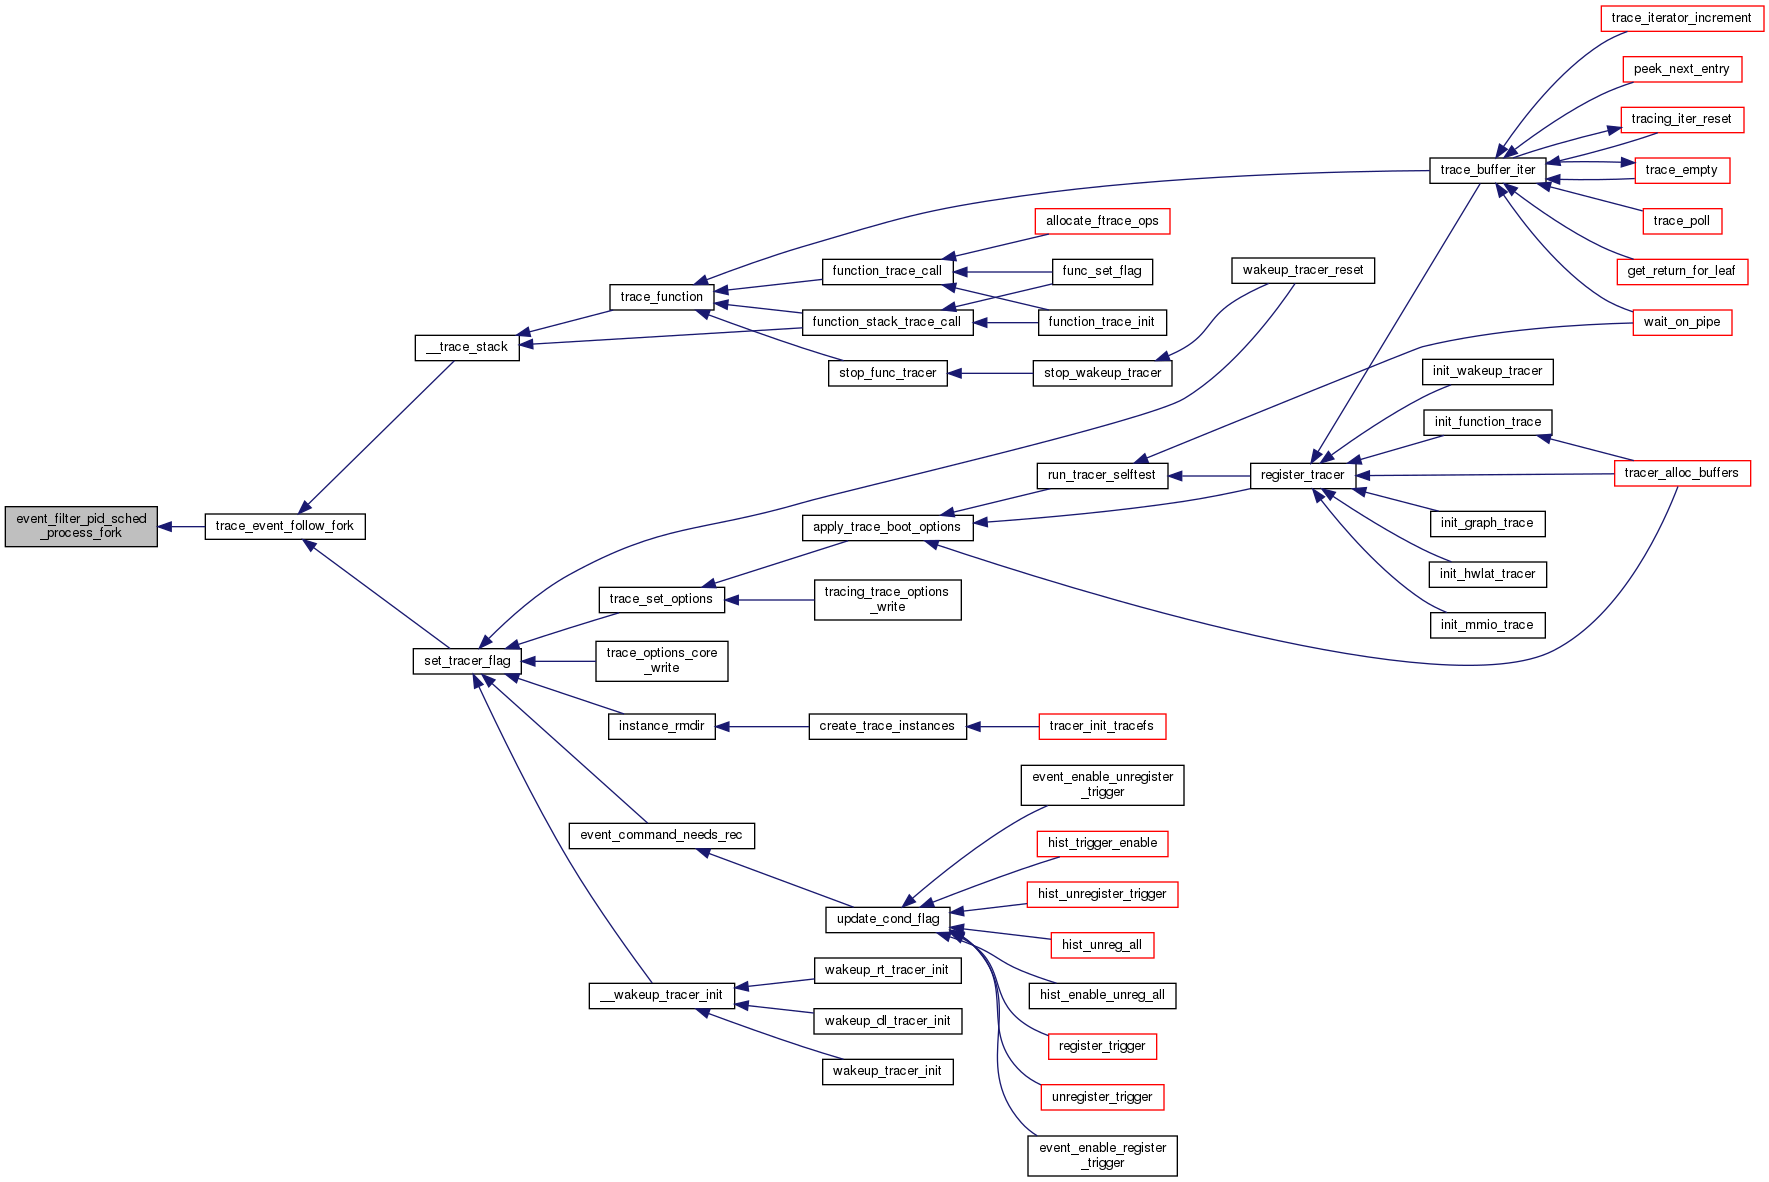 event_filter_pid_sched
_process_fork
trace_event_follow_fork
__trace_stack
set_tracer_flag
trace_function
trace_set_options
trace_options_core
_write
instance_rmdir
event_command_needs_rec
__wakeup_tracer_init
function_trace_call
function_stack_trace_call
stop_func_tracer
apply_trace_boot_options
tracing_trace_options
_write
create_trace_instances
update_cond_flag
wakeup_rt_tracer_init
wakeup_dl_tracer_init
wakeup_tracer_init
allocate_ftrace_ops
func_set_flag
function_trace_init
stop_wakeup_tracer
run_tracer_selftest
tracer_init_tracefs
event_enable_unregister
_trigger
hist_trigger_enable
hist_unregister_trigger
hist_unreg_all
hist_enable_unreg_all
register_trigger
unregister_trigger
event_enable_register
_trigger
wakeup_tracer_reset
register_tracer
trace_buffer_iter
init_wakeup_tracer
init_function_trace
init_graph_trace
init_hwlat_tracer
init_mmio_trace
trace_iterator_increment
peek_next_entry
tracing_iter_reset
trace_empty
trace_poll
get_return_for_leaf
wait_on_pipe
tracer_alloc_buffers